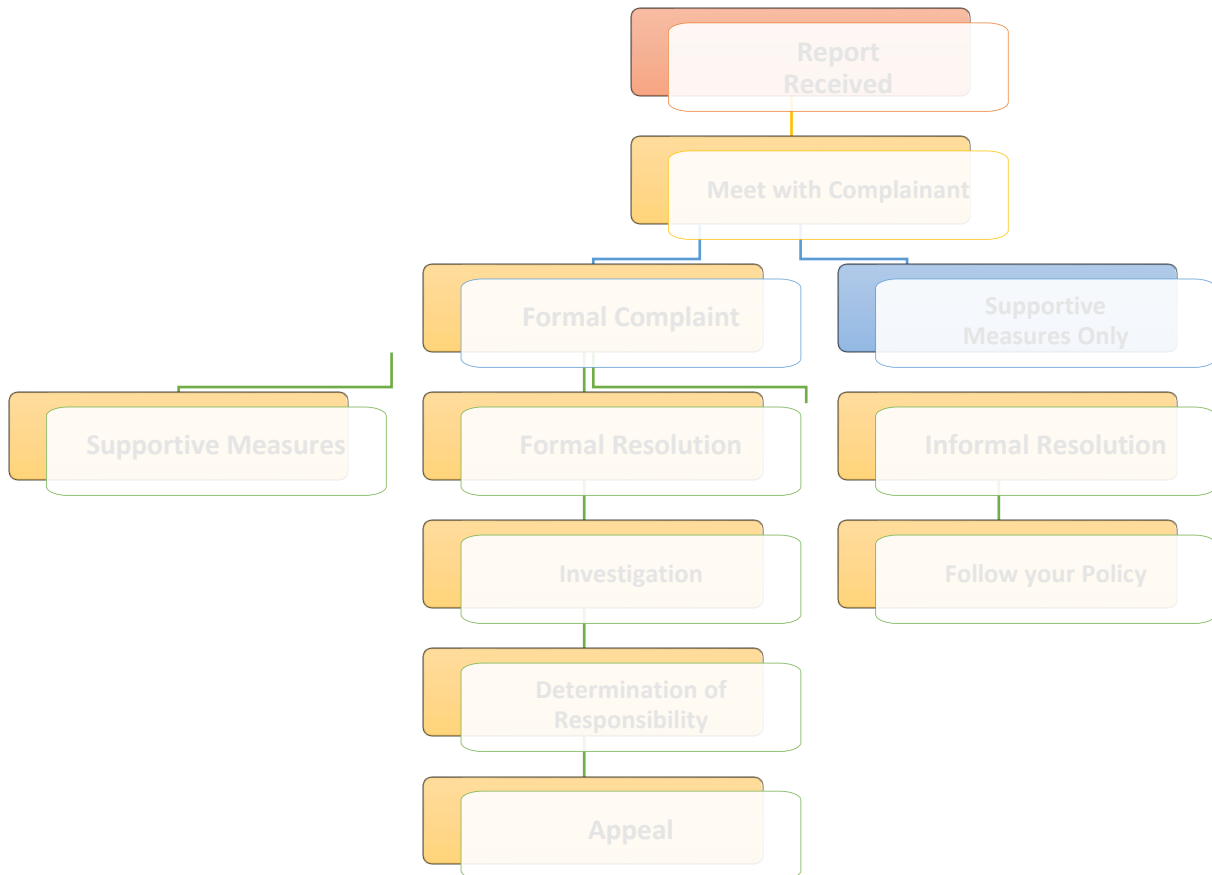 Report
Received
Meet with Complainant
Formal Complaint
Supportive
Measures Only
Supportive Measures
Formal Resolution
Informal Resolution
Investigation
Follow your Policy
Determination of
Responsibility
Appeal